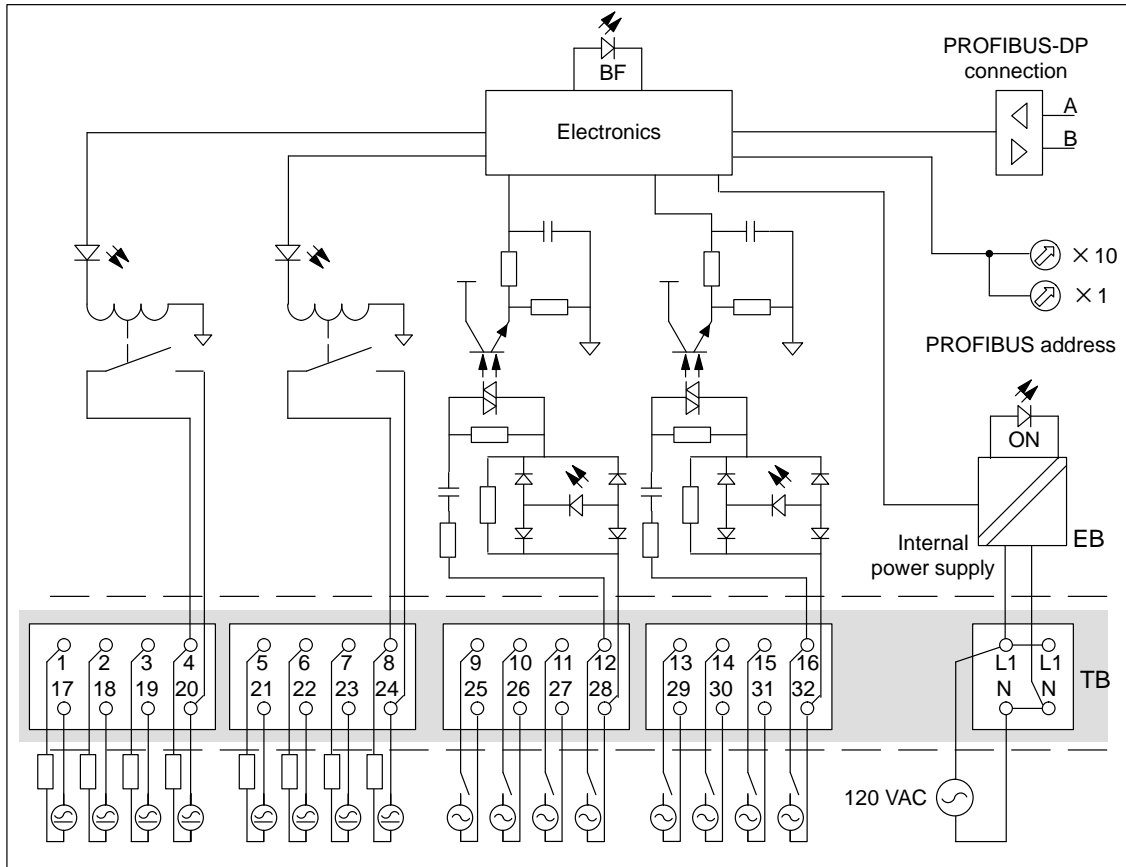 BF
PROFIBUS-DP
connection
Electronics
A
B
× 10
× 1
PROFIBUS address
ON
Internal
power supply
EB
1 2 3 4
17 18 19 20
5 6 7 8
21 22 23 24
9 10 11 12
25 26 27 28
13 14 15 16
29 30 31 32
L1 L1
N N
TB
120 VAC